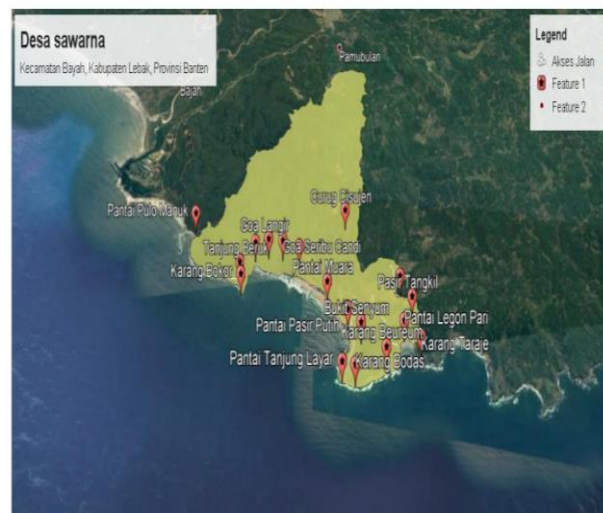 Desa sawarna
Kecamatan Bayah, Kabupaten Lebak, Provinsi Banten
Legend
Akses Jalan
Feature 1
Feature 2
Pamubulan
Bajah
Pantai Pulo Manuk
Curug Cisujen
Goa Langir
Tanjung Beruk
Goa Seribu Candi
Karang Bokor
Pantai Muara
Pasir Tangkil
Bukit Senyum
Pantai Legon Pari
Pantai Pasir Putih
Karang Beureum
Karang Taraje
Pantai Tanjung Layar
Karang Bodas